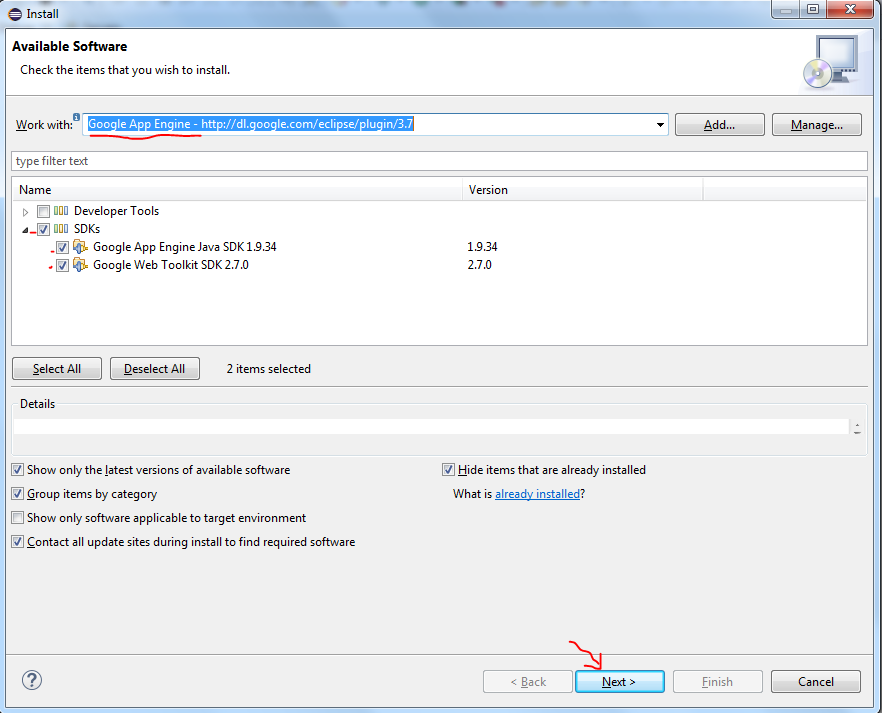 Install
Available Software
Check the items that you wish to install.
Work with: Google App Engine - http://dl.google.com/eclipse/plugin/3.7 Add... Manage...
type filter text
Name Version
Developer Tools
SDKs
Google App Engine Java SDK 1.9.34 1.9.34
Google Web Toolkit SDK 2.7.0 2.7.0
Select All Deselect All 2 items selected
Details
Show only the latest versions of available software Hide items that are already installed
Group items by category What is already installed?
Show only software applicable to target environment
Contact all update sites during install to find required software
? < Back Next > Finish Cancel